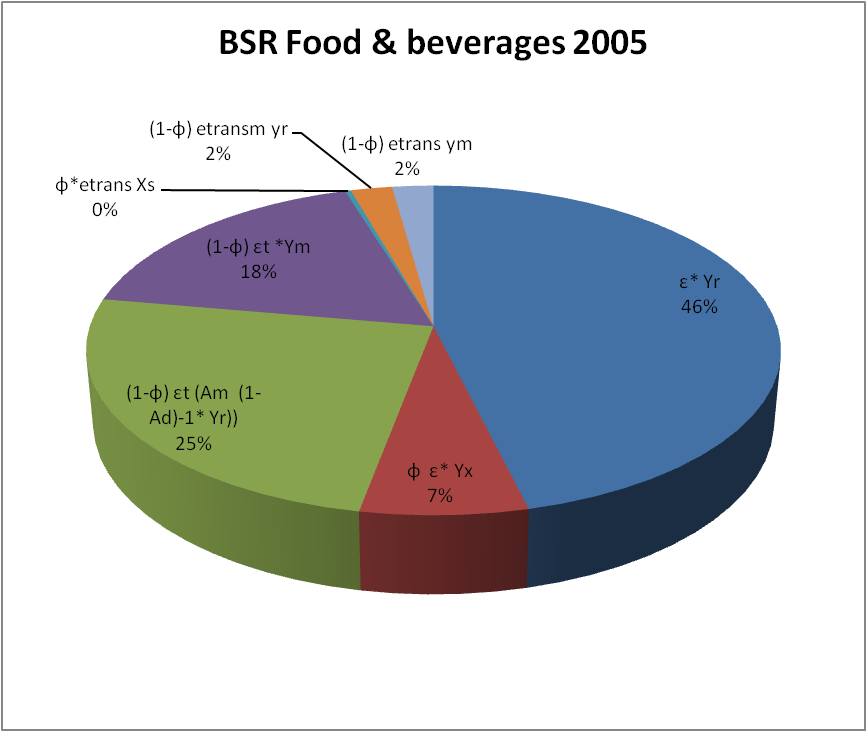 BSR Food & beverages 2005
(1-ф) etransm yr
2%
(1-ф) etrans ym
2%
ф*etrans Xs
0%
(1-ф) εt *Ym
18%
ε* Yr
46%
(1-ф) εt (Am  (1-
Ad)-1* Yr))
25%
ф  ε* Yx
7%